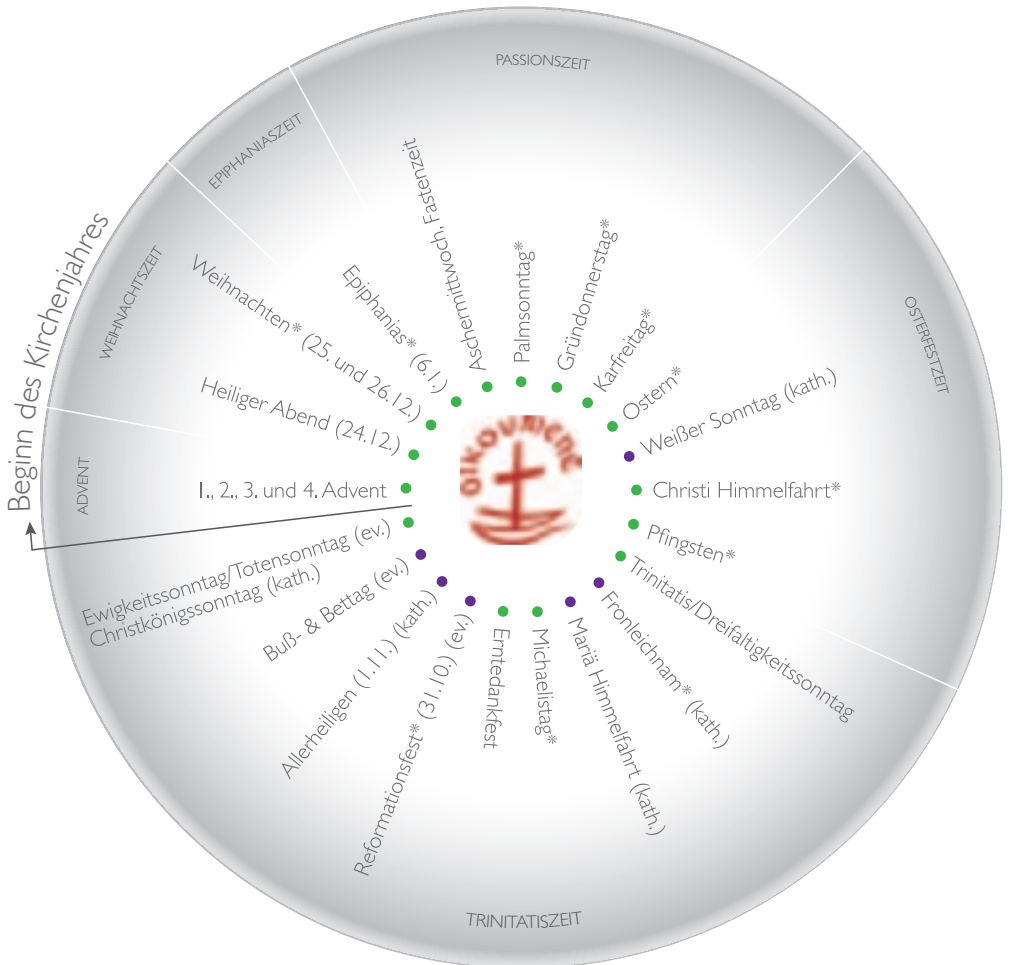 Beginn des Kirchenjahres
ADVENT
WEIHNACHTSZEIT
EPIPHANIASZEIT
PASSIONSZEIT
OSTERFESTZEIT
TRINITATISZEIT
1., 2., 3. und 4. Advent
Heiliger Abend (24.12.)
Weihnachten* (25. und 26.12.)
Epiphanias* (6.1.)
Aschermittwoch, Fastenzeit
Palmsonntag*
Gründonnerstag*
Karfreitag*
Ostern*
Weißer Sonntag (kath.)
Christi Himmelfahrt*
Pfingsten*
Trinitatis/Dreifaltigkeitssonntag
Fronleichnam* (kath.)
Mariä Himmelfahrt (kath.)
Michaelistag*
Erntedankfest
Reformationsfest* (31.10.) (ev.)
Allerheiligen (1.11.) (kath.)
Buß- & Bettag (ev.)
Ewigkeitssonntag/Totensonntag (ev.)
Christkönigssonntag (kath.)
OIKOUMENE